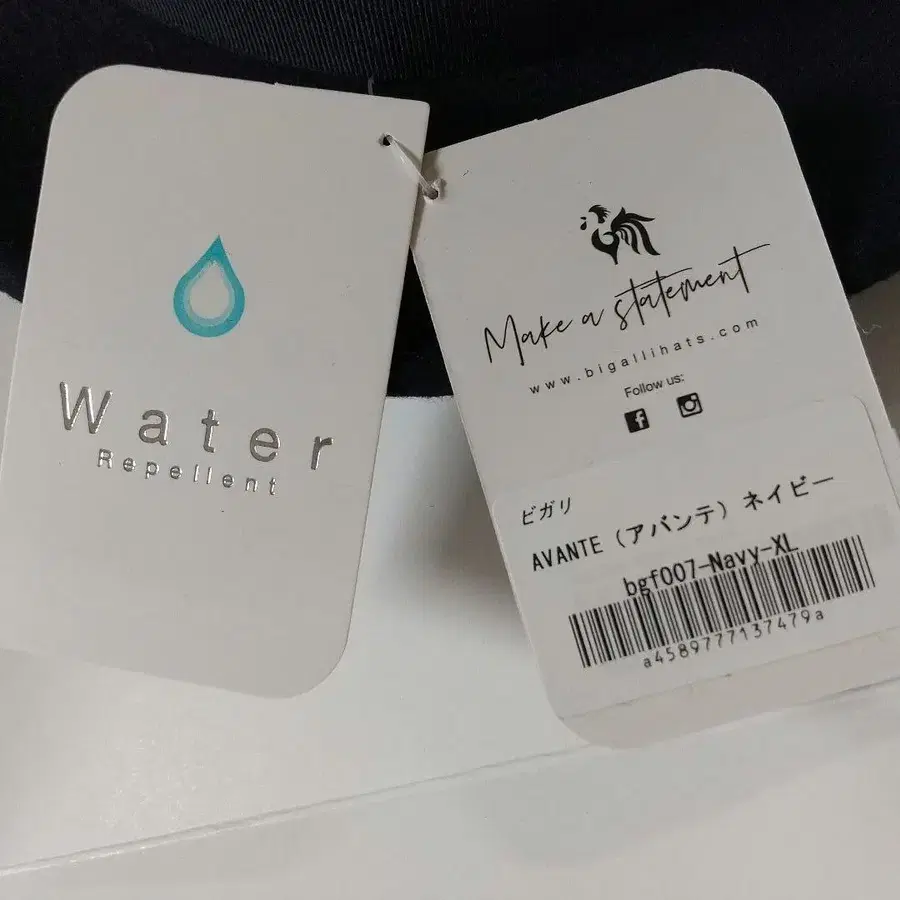 Water
Repellent
Make a statement
www.bigallihats.com
Follow us:
ビガリ
AVANTE（アバンテ）ネイビー
bgf007-Navy-XL
a4589777137479a